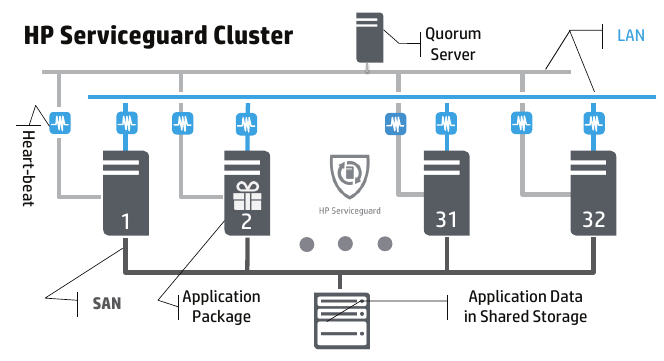 HP Serviceguard Cluster
Quorum
Server
LAN
Heart-beat
1
2
31
32
HP Serviceguard
SAN
Application
Package
Application Data
in Shared Storage